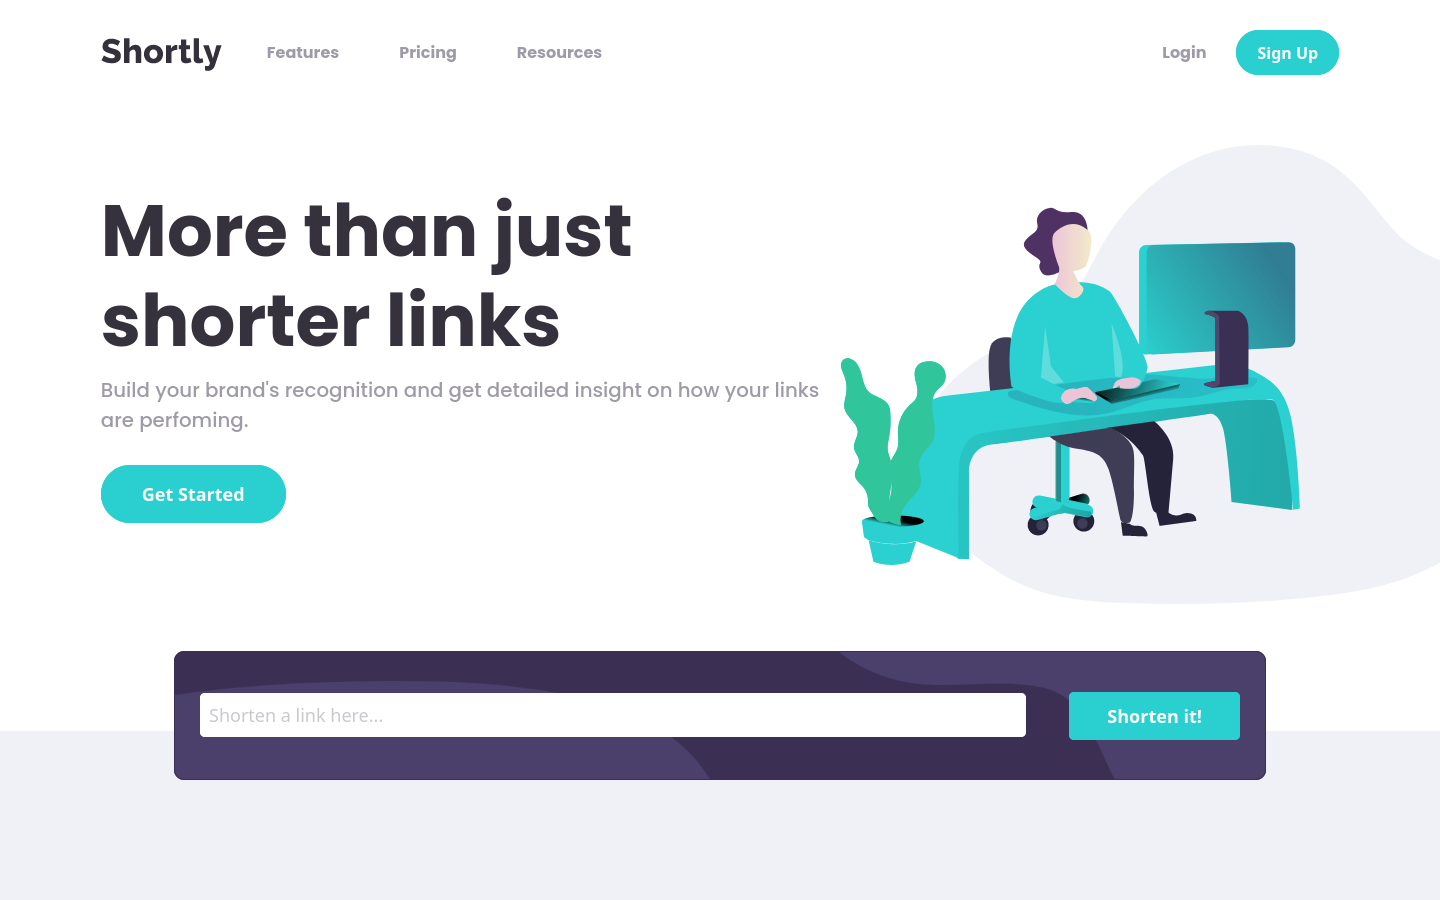 Shortly
Features
Pricing
Resources
Login
Sign Up
More than just
shorter links
Build your brand's recognition and get detailed insight on how your links
are perfoming.
Get Started
Shorten a link here...
Shorten it!